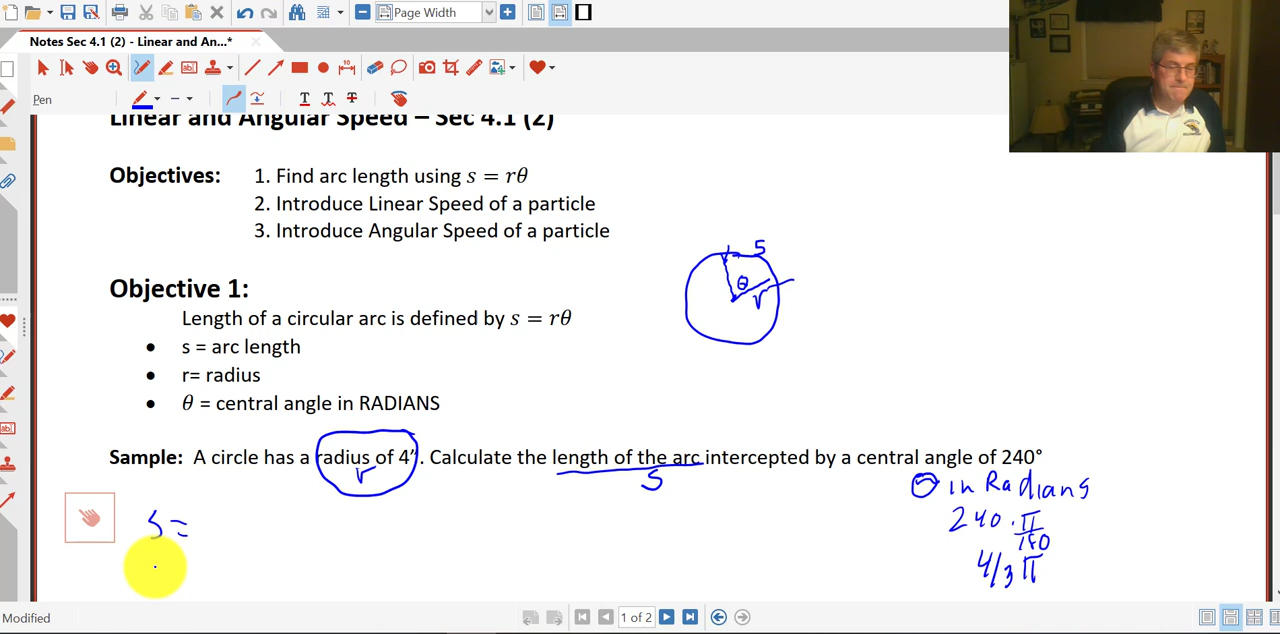 Page Width
Notes Sec 4.1 (2) - Linear and An...*
Pen
Linear and Angular Speed – Sec 4.1 (2)
Objectives: 1. Find arc length using s = rθ
2. Introduce Linear Speed of a particle
3. Introduce Angular Speed of a particle
s
θ
r
Objective 1:
Length of a circular arc is defined by s = rθ
• s = arc length
• r= radius
• θ = central angle in RADIANS
Sample: A circle has a radius of 4”. Calculate the length of the arc intercepted by a central angle of 240°
r
S
θ in Radians
240 · π/180
4/3 π
S =
1 of 2
Modified